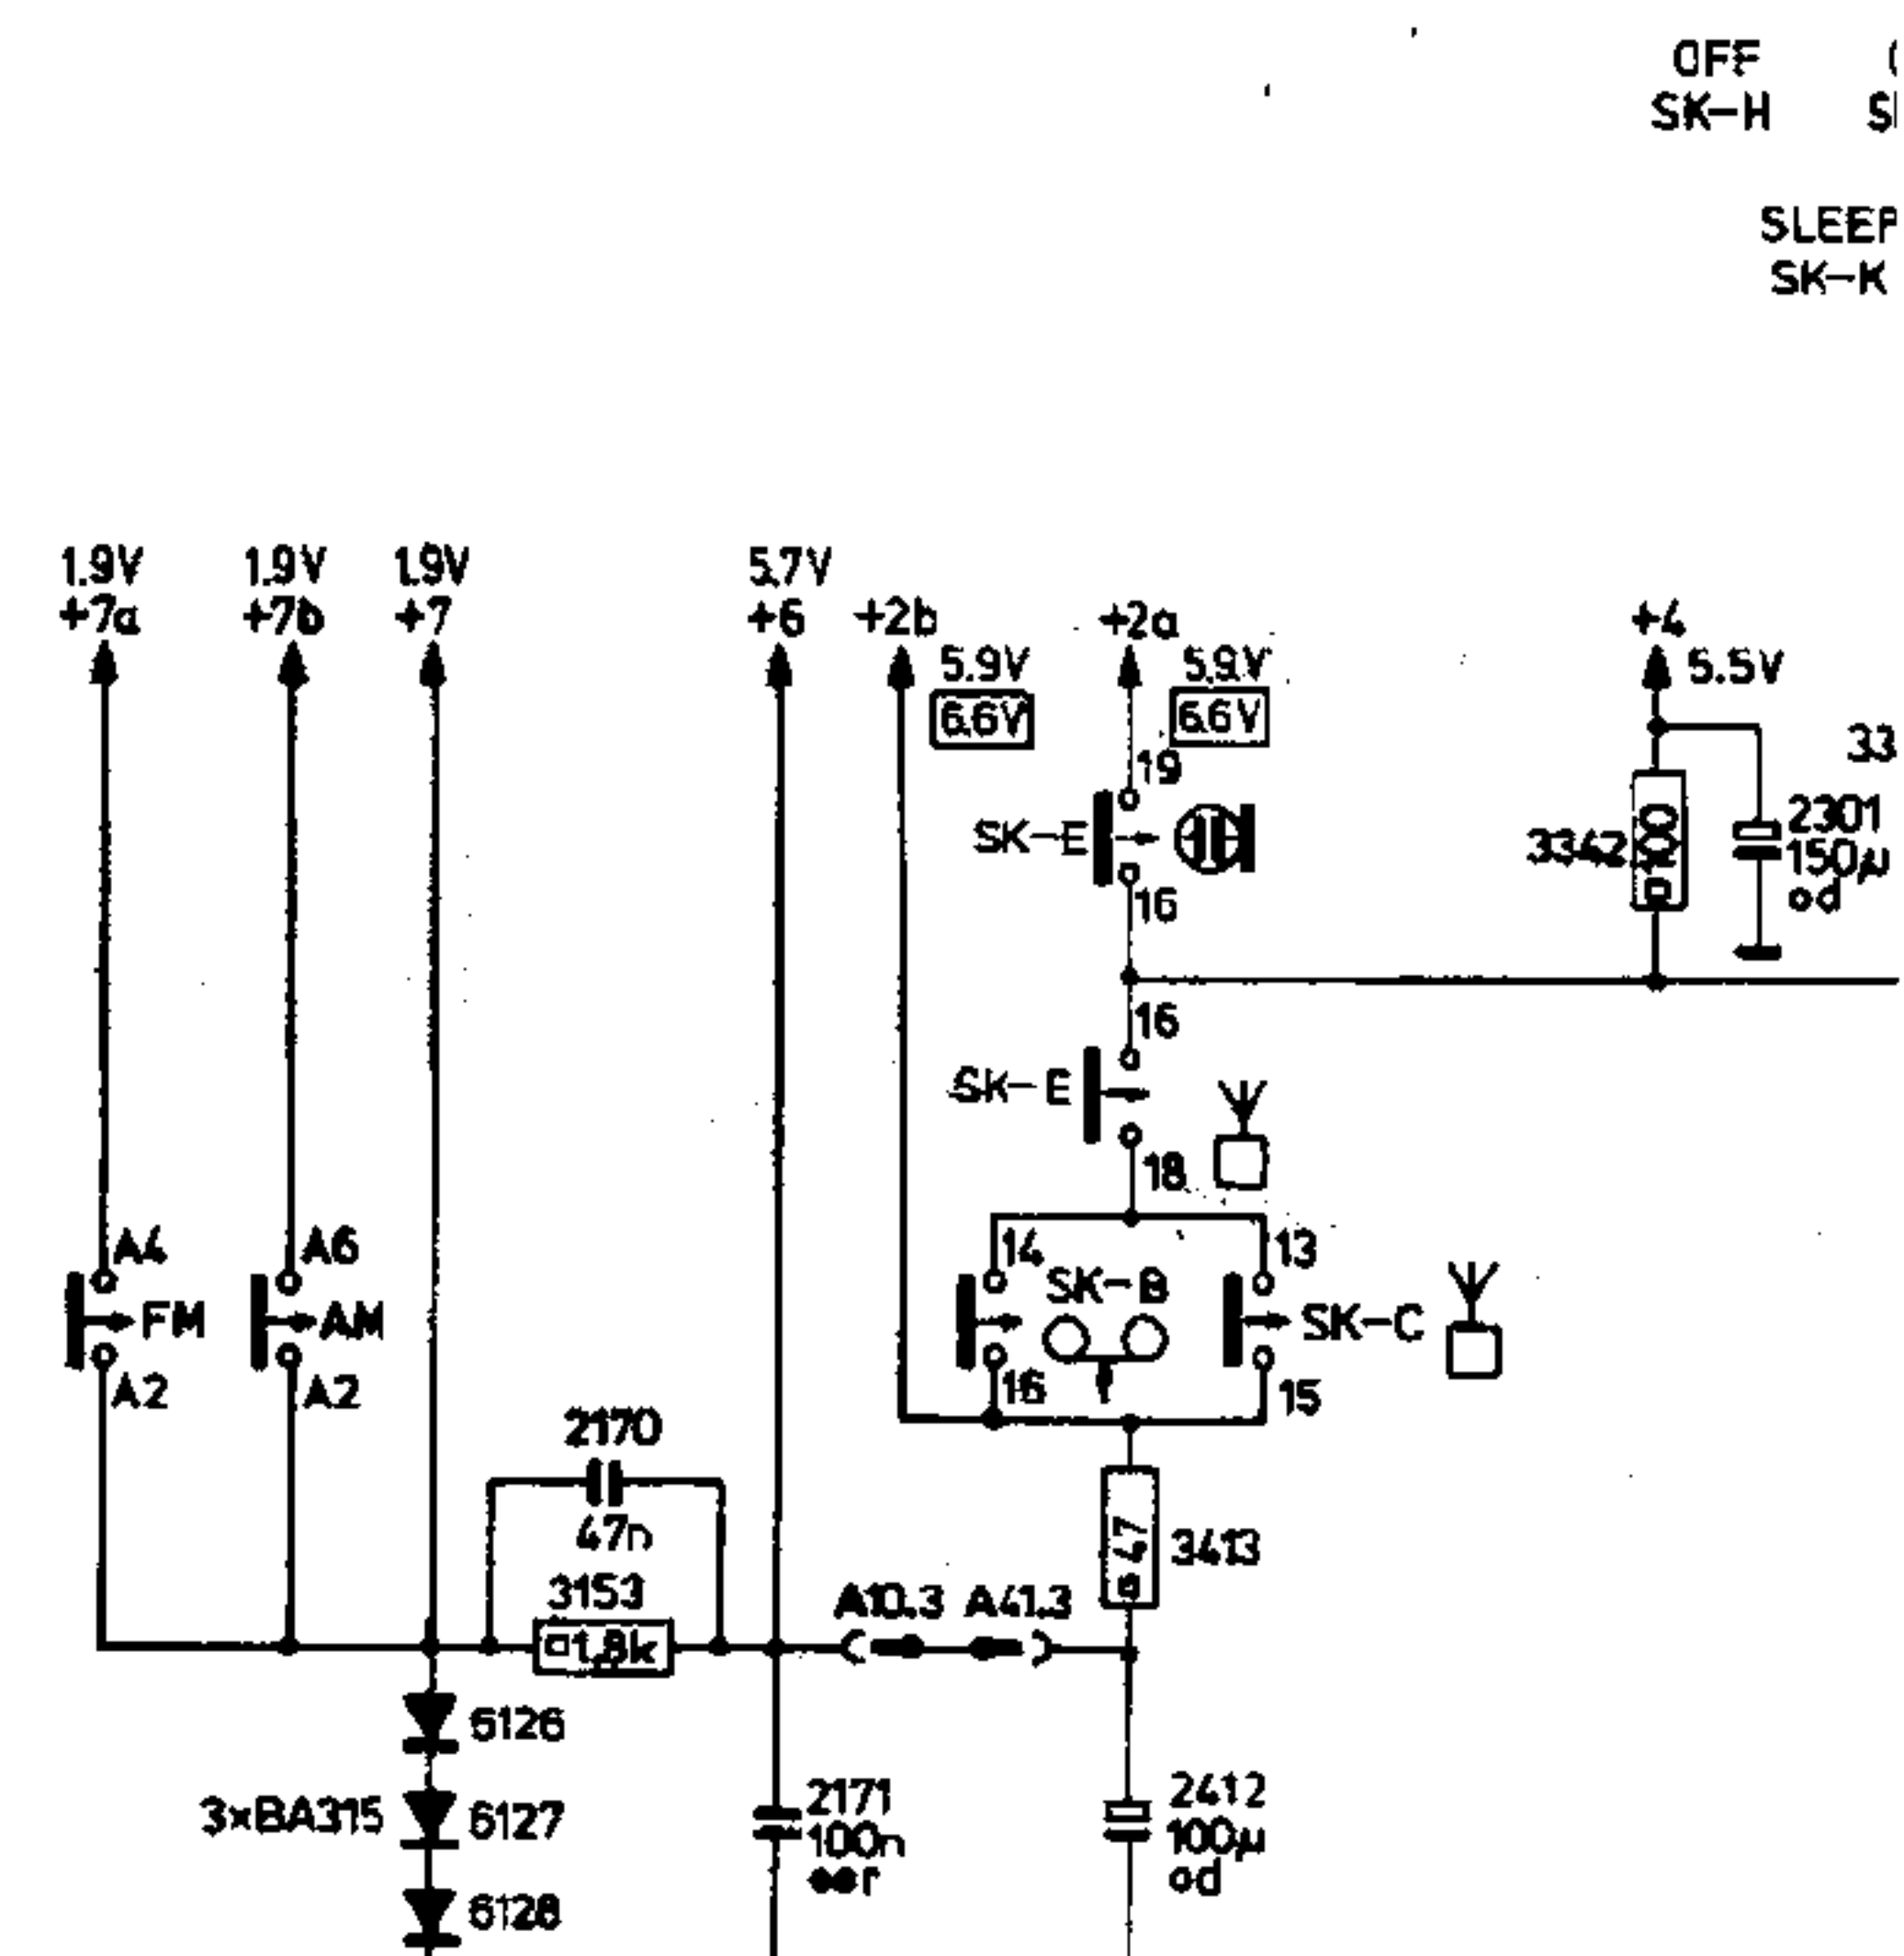 OFF
SK-H
SLEEP
SK-K
1.9V
+7a
1.9V
+7b
1.9V
+7
5.7V
+6
+2b
5.9V
6.6V
+2a
5.9V
6.6V
+4
5.5V
33
19
SK-E
16
3342
2301
150µ
od
16
SK-E
18
A4
FM
A2
A6
AM
A2
14
SK-B
16
13
SK-C
15
2170
47n
3153
1.8k
A10.3
A41.3
47
3413
6126
3xBA315
6127
6128
2171
100n
2412
100µ
od